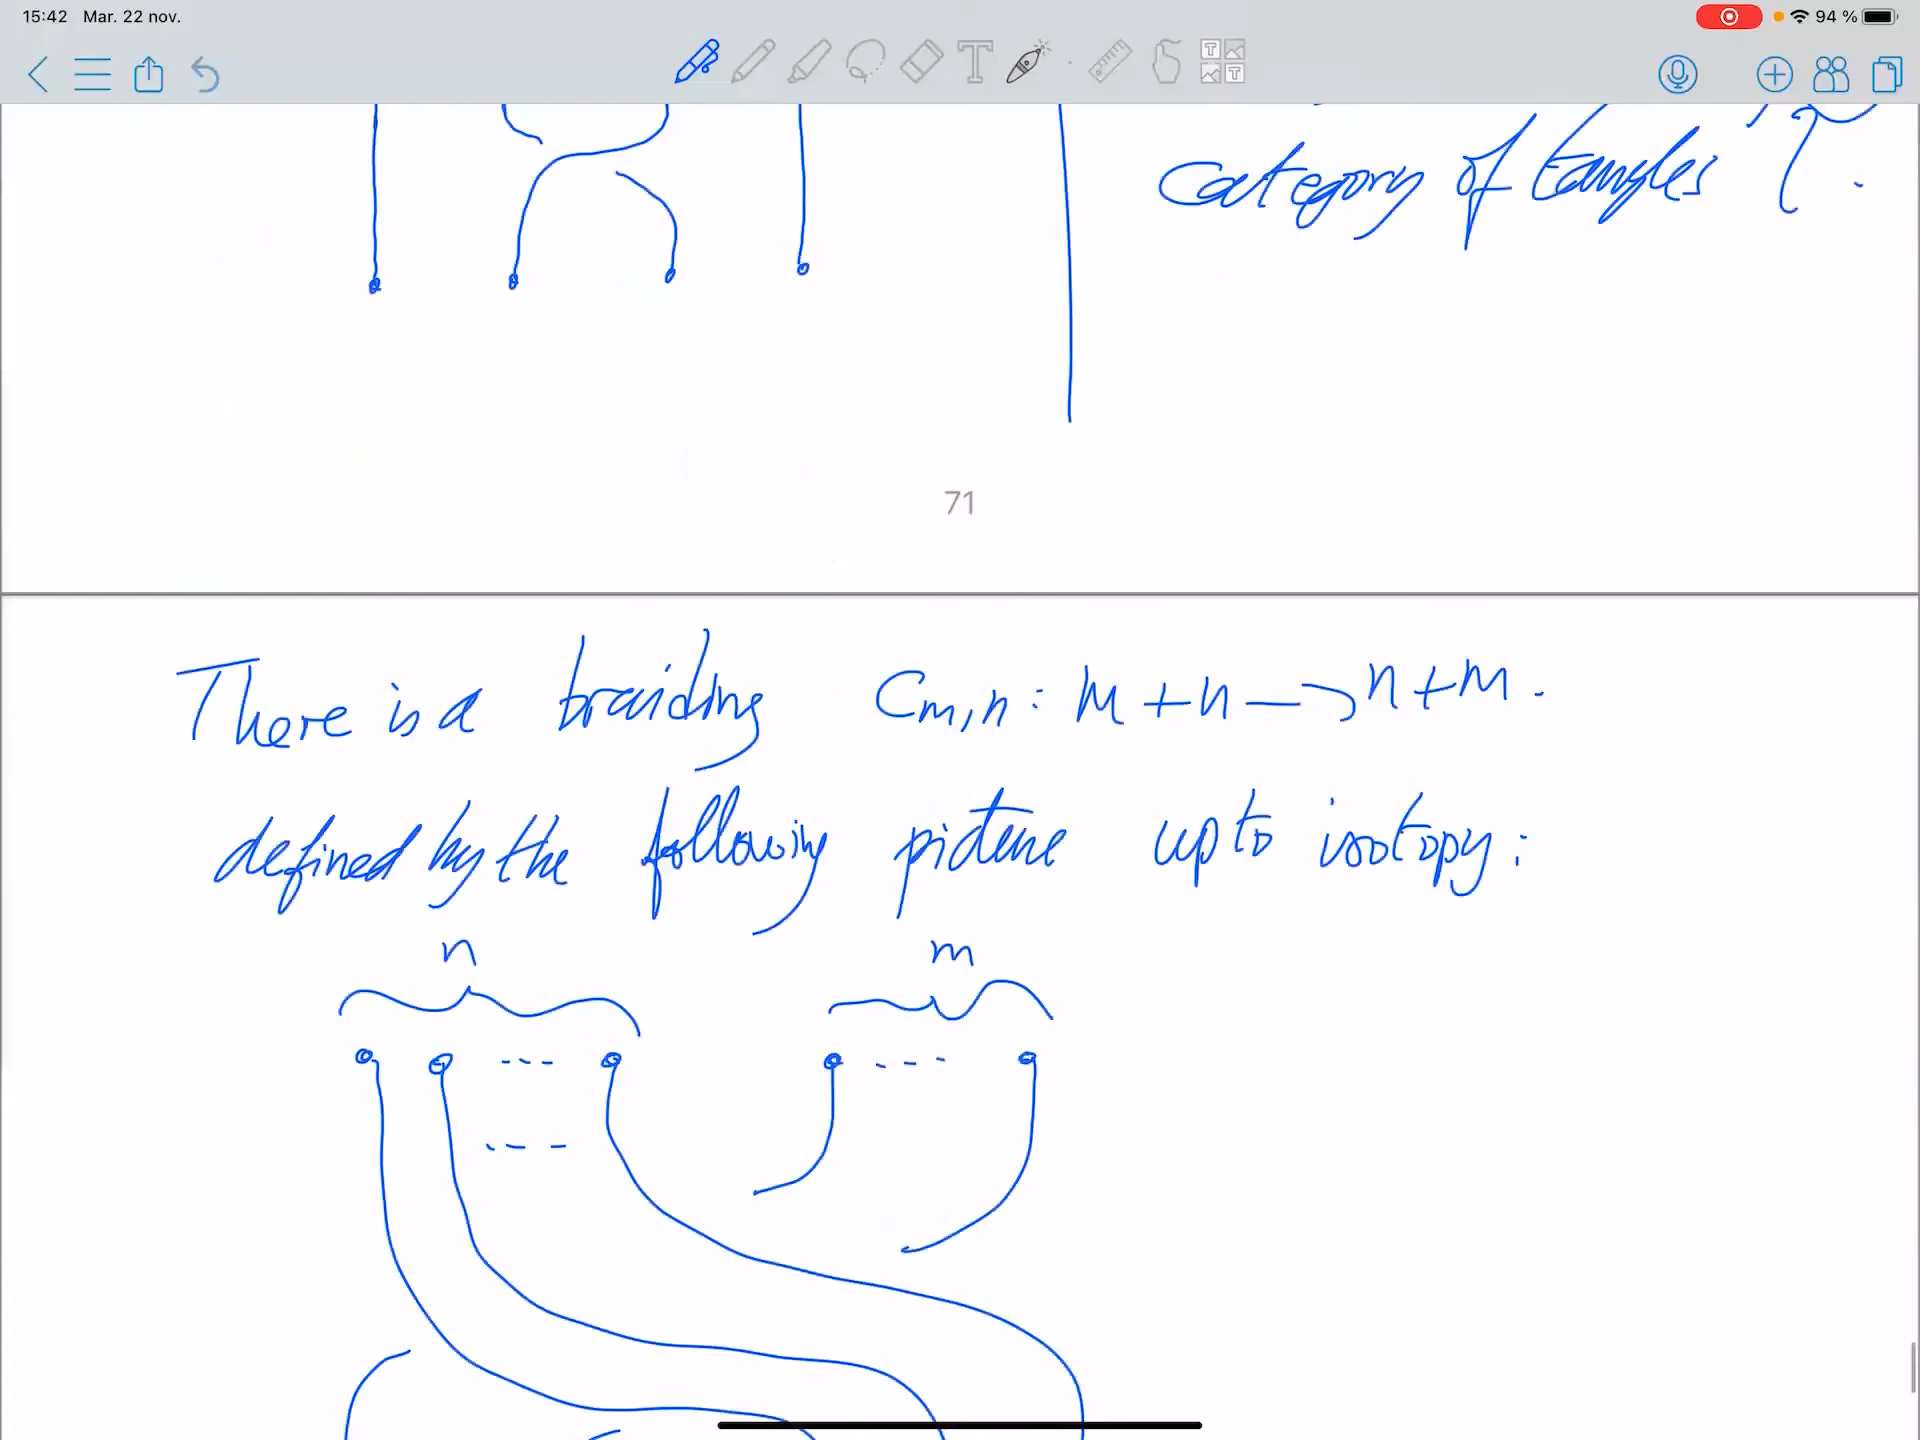 15:42 Mar. 22 nov.
94 %
category of tangles
71
There is a braiding Cm,n : m+n → n+m.
defined by the following picture up to isotopy:
n m